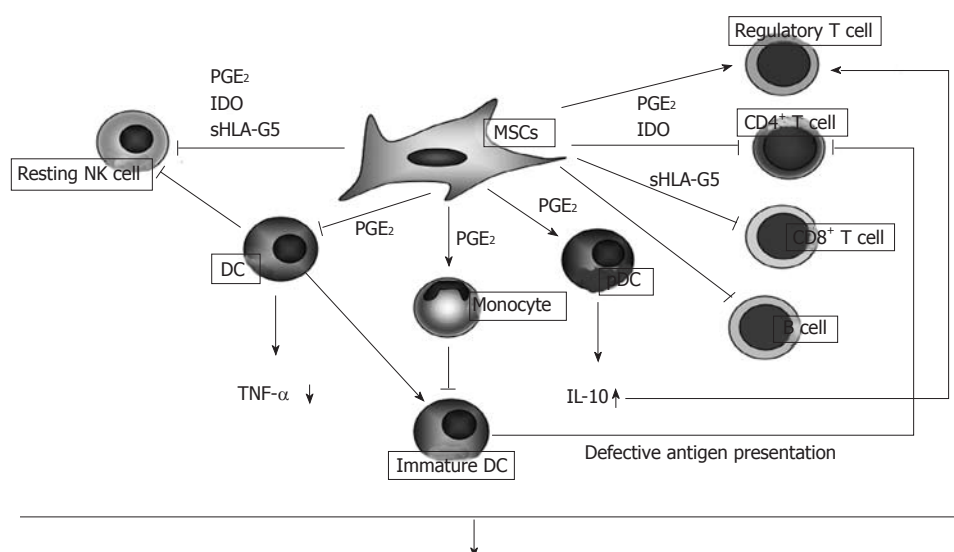 Regulatory T cell
PGE₂
IDO
sHLA-G5
MSCs
PGE₂
IDO
CD4⁺ T cell
Resting NK cell
sHLA-G5
PGE₂
PGE₂
PGE₂
CD8⁺ T cell
DC
pDC
Monocyte
B cell
TNF-α
IL-10
Immature DC
Defective antigen presentation